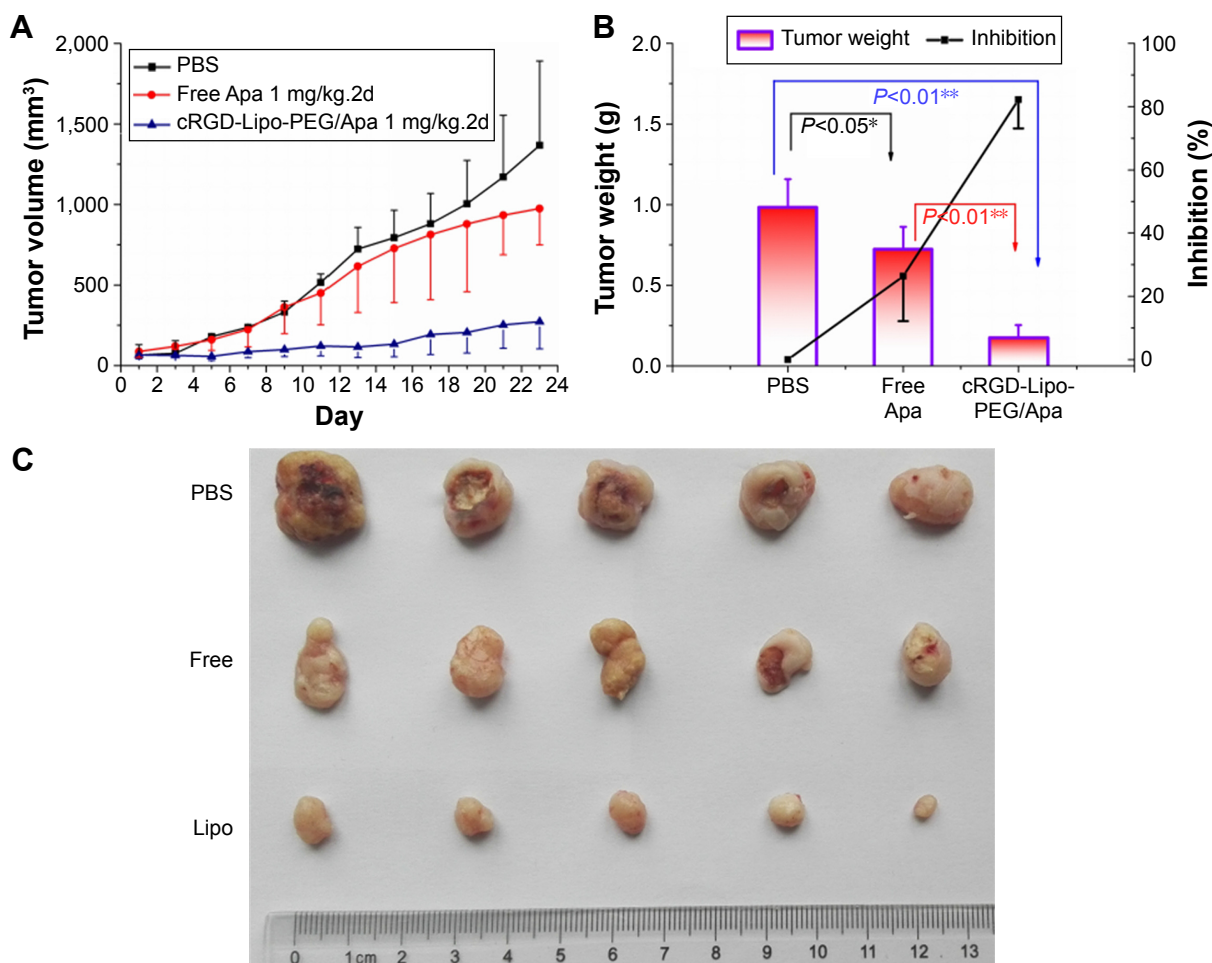 A
2,000
1,500
1,000
500
0
Tumor volume (mm³)
PBS
Free Apa 1 mg/kg.2d
cRGD-Lipo-PEG/Apa 1 mg/kg.2d
0 2 4 6 8 10 12 14 16 18 20 22 24
Day
B
Tumor weight
Inhibition
2.0
1.5
1.0
0.5
0.0
Tumor weight (g)
P<0.01**
P<0.05*
P<0.01**
100
80
60
40
20
0
Inhibition (%)
PBS
Free
Apa
cRGD-Lipo-
PEG/Apa
C
PBS
Free
Lipo
0 1cm 2 3 4 5 6 7 8 9 10 11 12 13